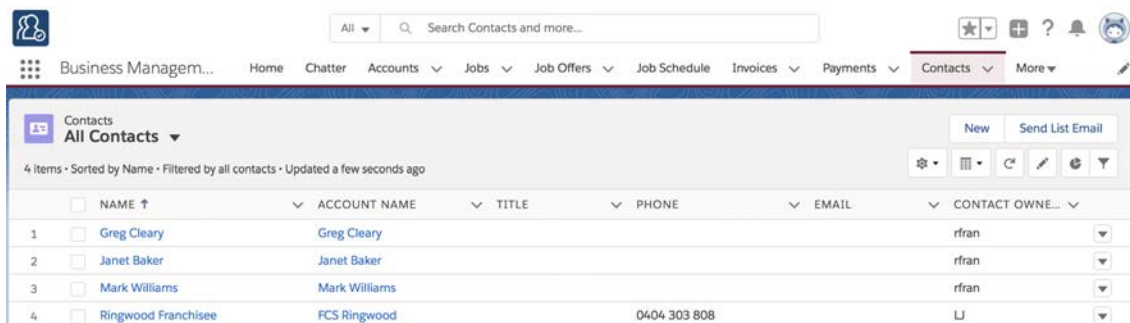 All Search Contacts and more...
Business Managem... Home Chatter Accounts Jobs Job Offers Job Schedule Invoices Payments Contacts More
Contacts
All Contacts
New Send List Email
4 items • Sorted by Name • Filtered by all contacts • Updated a few seconds ago
NAME ACCOUNT NAME TITLE PHONE EMAIL CONTACT OWNE...
1 Greg Cleary Greg Cleary rfran
2 Janet Baker Janet Baker rfran
3 Mark Williams Mark Williams rfran
4 Ringwood Franchisee FCS Ringwood 0404 303 808 LJ